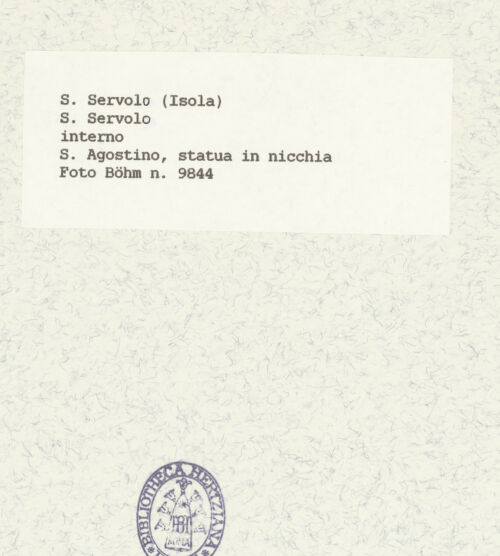 S. Servolo (Isola)
S. Servolo
interno
S. Agostino, statua in nicchia
Foto Böhm n. 9844
BIBLIOTHECA HERTZIANA